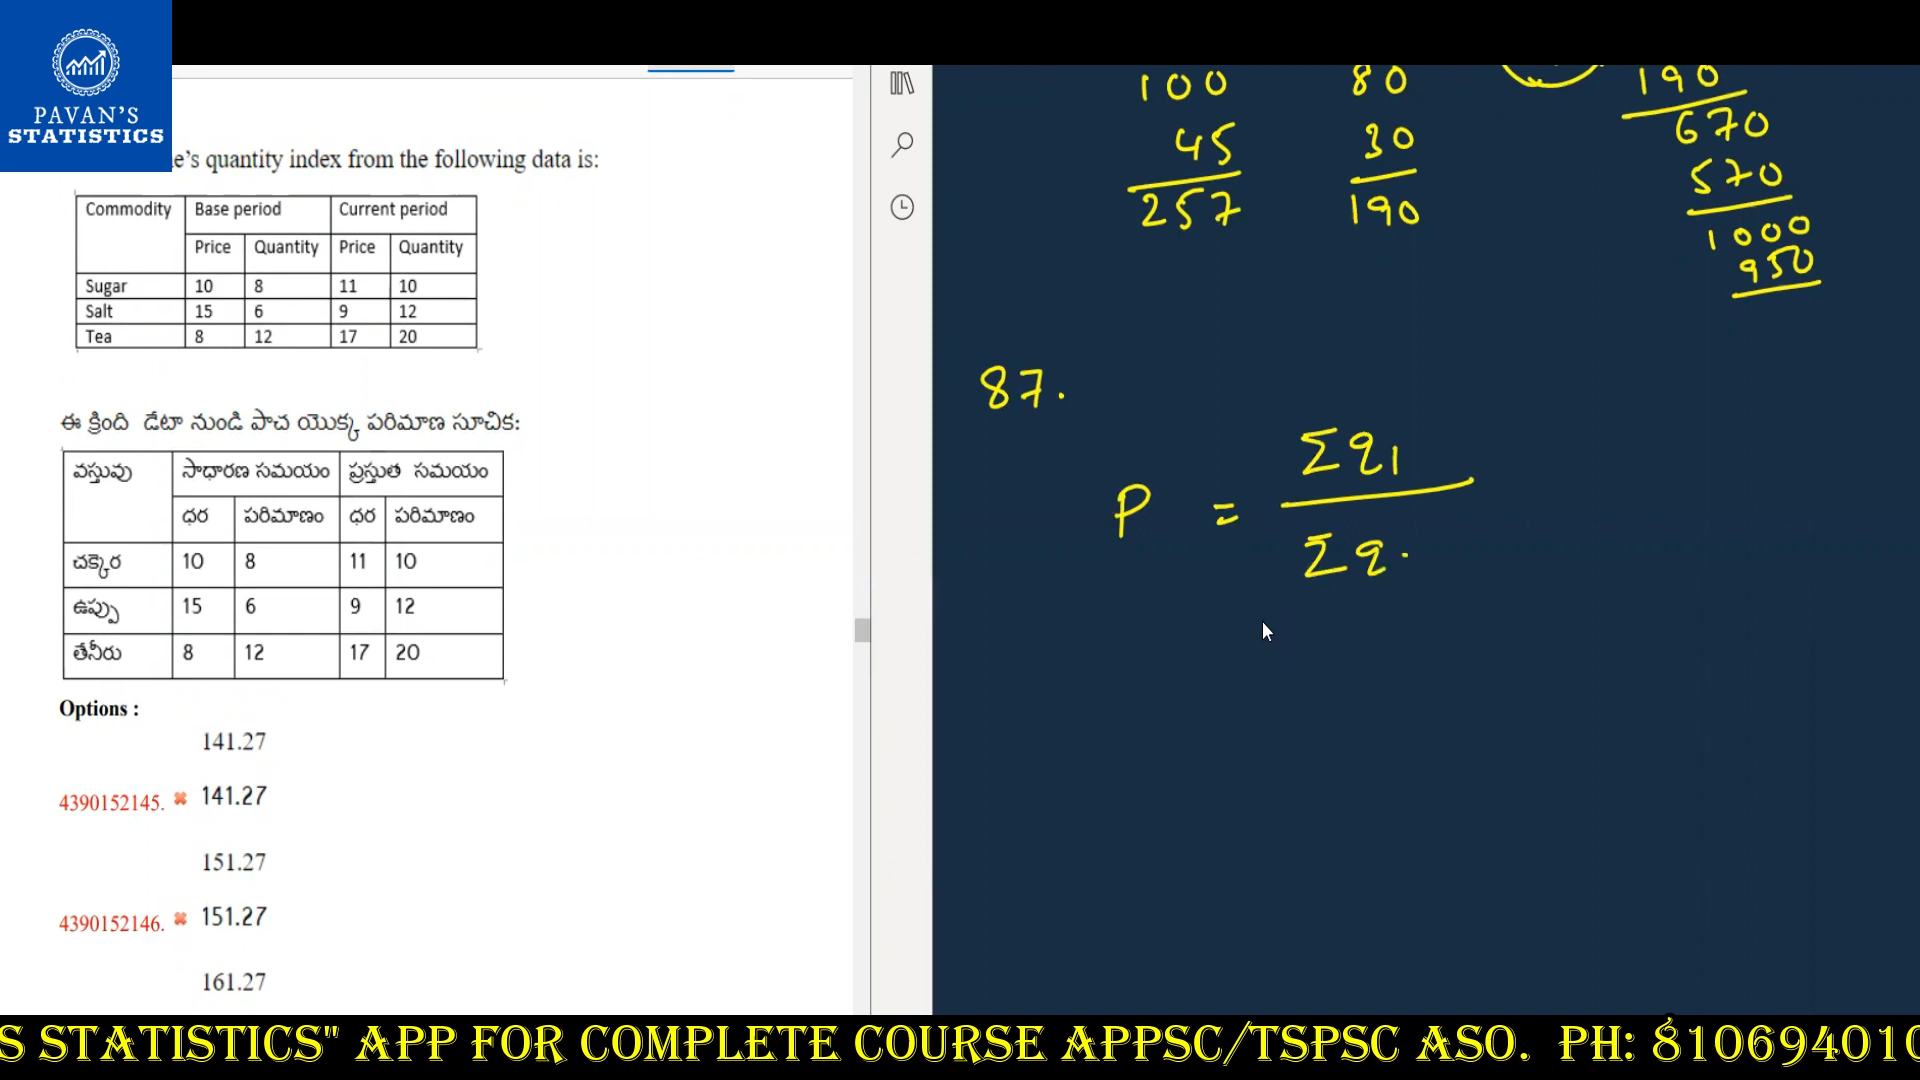 PAVAN'S
STATISTICS
e's quantity index from the following data is:
Commodity Base period Current period
Price Quantity Price Quantity
Sugar 10 8 11 10
Salt 15 6 9 12
Tea 8 12 17 20
ఈ క్రింది డేటా నుండి పాచ యొక్క పరిమాణ సూచిక:
వస్తువు సాధారణ సమయం ప్రస్తుత సమయం
ధర పరిమాణం ధర పరిమాణం
చక్కెర 10 8 11 10
ఉప్పు 15 6 9 12
తేనీరు 8 12 17 20
Options :
141.27
4390152145. ✖ 141.27
151.27
4390152146. ✖ 151.27
161.27
100 80 190
45 30 670
257 190 570
1000
950
87.
P = Σq1
Σq.
S STATISTICS" APP FOR COMPLETE COURSE APPSC/TSPSC ASO. PH: 810694010